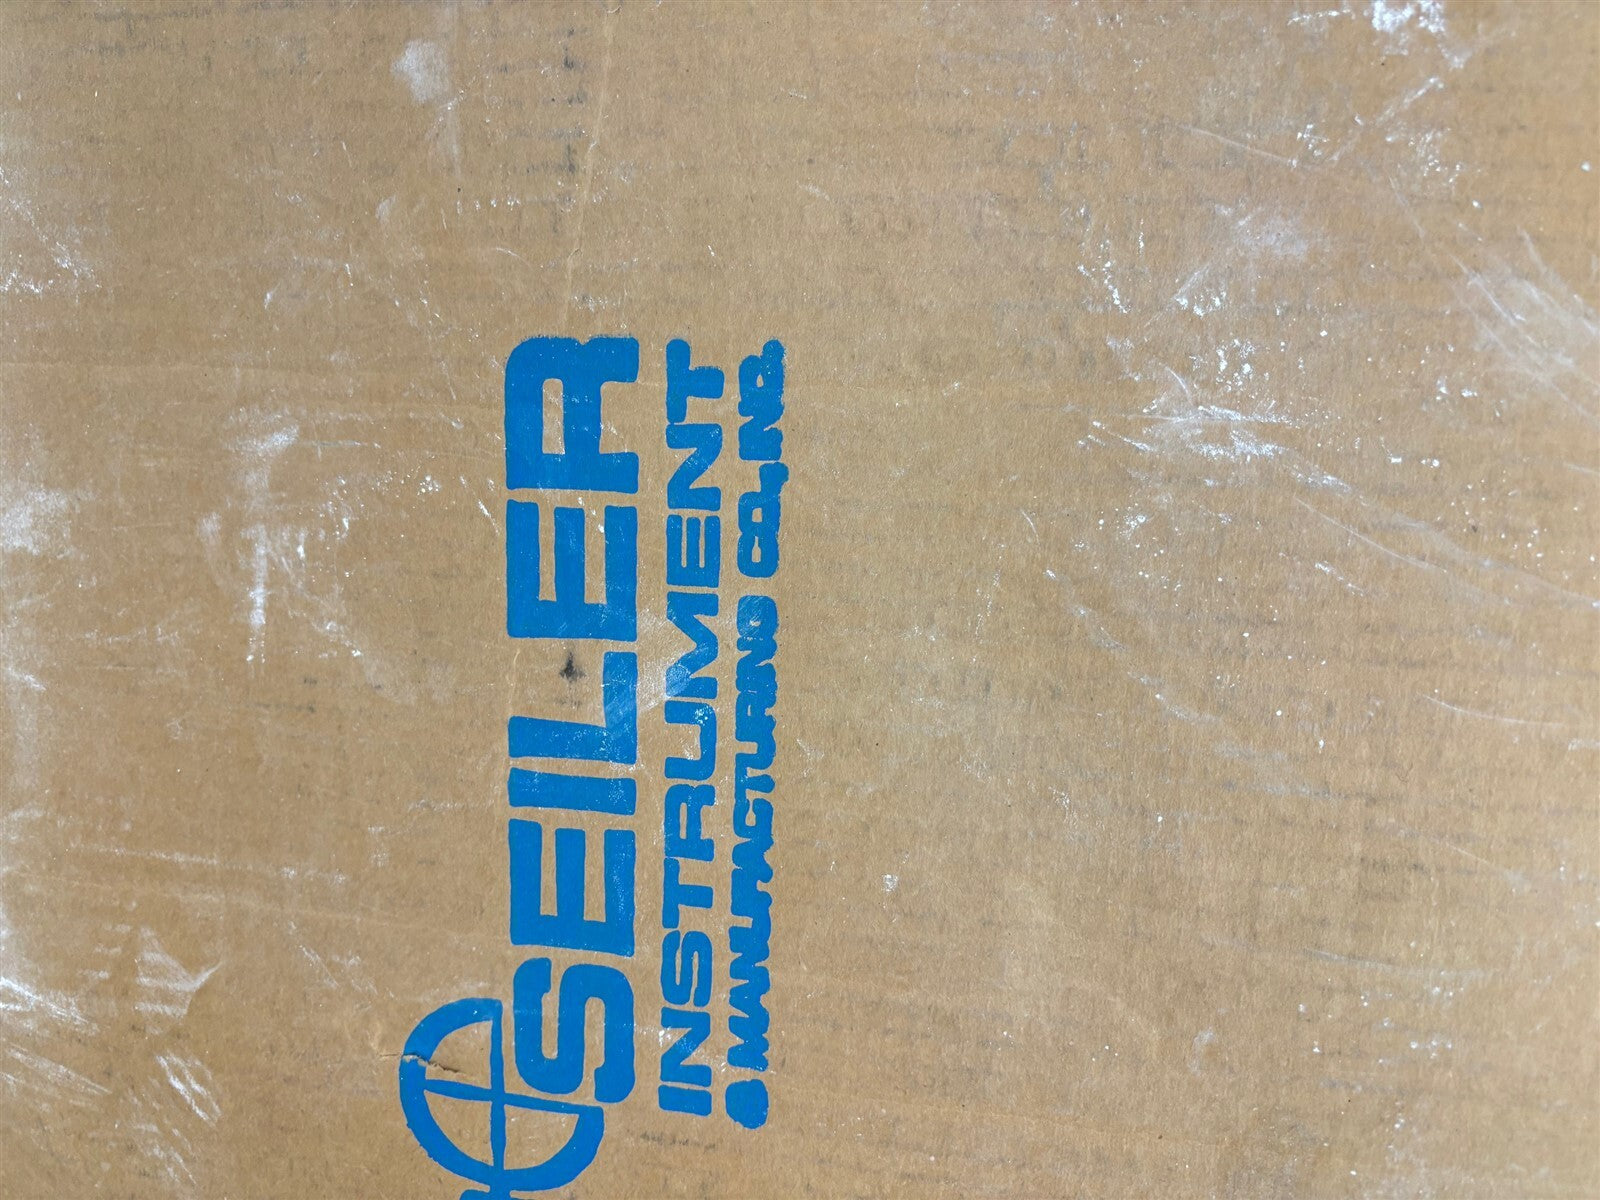 SEILER
INSTRUMENT
& MANUFACTURING CO., INC.